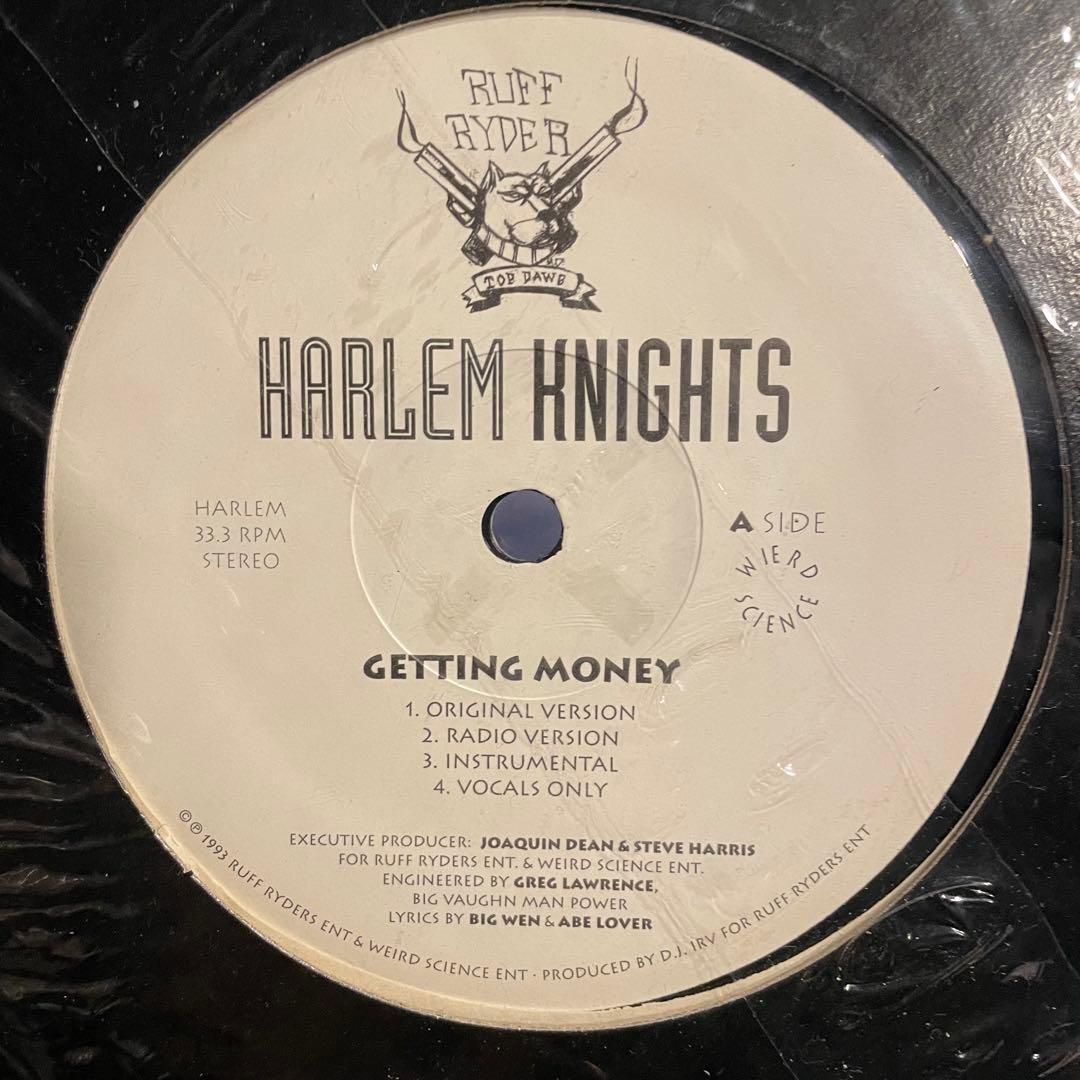 RUFF
RYDER
TOP DAWG
HARLEM KNIGHTS
HARLEM
33.3 RPM
STEREO
A SIDE
WIERD
SCIENCE
GETTING MONEY
1. ORIGINAL VERSION
2. RADIO VERSION
3. INSTRUMENTAL
4. VOCALS ONLY
EXECUTIVE PRODUCER: JOAQUIN DEAN & STEVE HARRIS
FOR RUFF RYDERS ENT. & WEIRD SCIENCE ENT.
ENGINEERED BY GREG LAWRENCE,
BIG VAUGHN MAN POWER
LYRICS BY BIG WEN & ABE LOVER
© ℗ 1993 RUFF RYDERS ENT & WEIRD SCIENCE ENT · PRODUCED BY D.J. IRV FOR RUFF RYDERS ENT